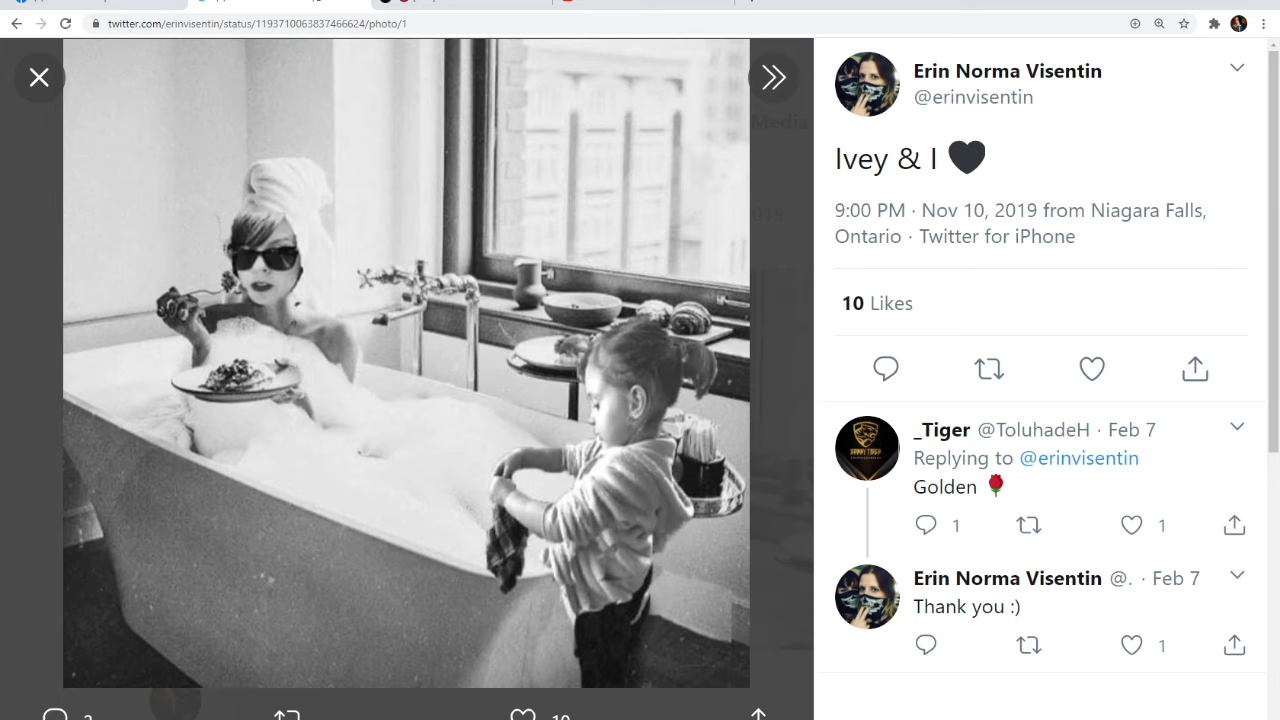 twitter.com/erinvisentin/status/1193710063837466624/photo/1
Erin Norma Visentin
@erinvisentin
Ivey & I 🖤
9:00 PM · Nov 10, 2019 from Niagara Falls,
Ontario · Twitter for iPhone
10 Likes
_Tiger @ToluhadeH · Feb 7
Replying to @erinvisentin
Golden 🌹
1 1
Erin Norma Visentin @. · Feb 7
Thank you :)
1
Media